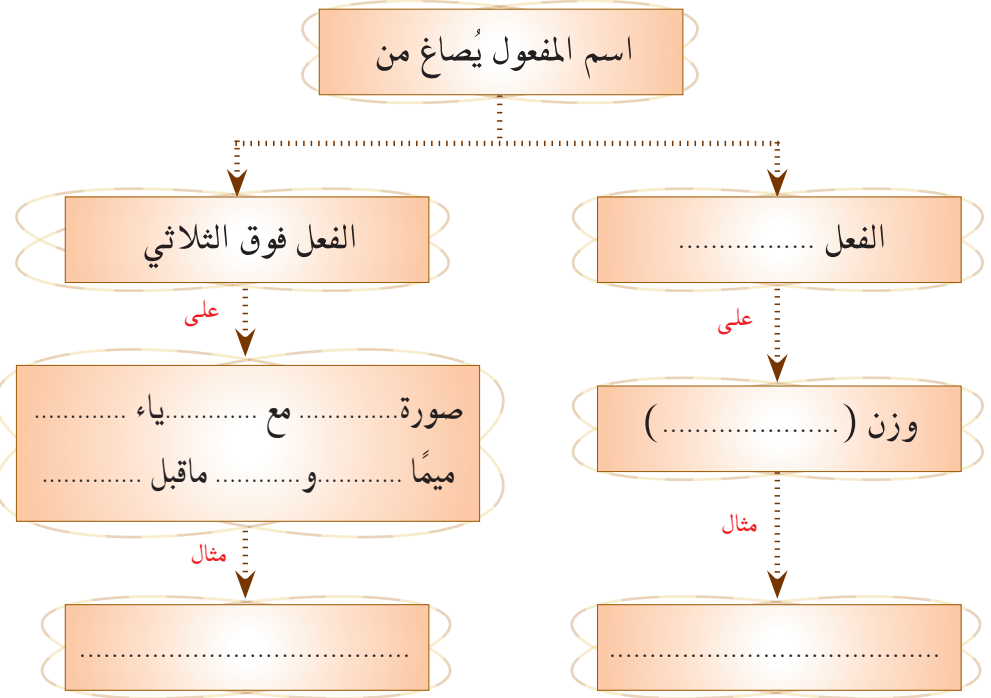 اسم المفعول يُصاغ من
الفعل .................
الفعل فوق الثلاثي
على
على
وزن (......................)
صورة............. مع ............ياء ............
ميمًا ...........و........... ماقبل .............
مثال
مثال
.........................................
.........................................